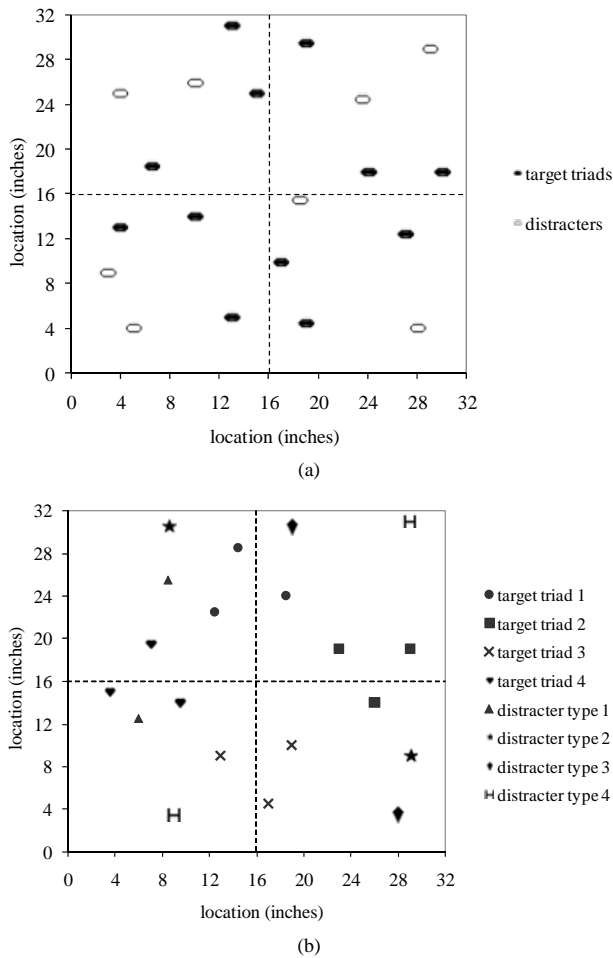 32
28
24
20
16
12
8
4
0
location (inches)
0 4 8 12 16 20 24 28 32
location (inches)
target triads
distracters
(a)
32
28
24
20
16
12
8
4
0
location (inches)
0 4 8 12 16 20 24 28 32
location (inches)
target triad 1
target triad 2
target triad 3
target triad 4
distracter type 1
distracter type 2
distracter type 3
distracter type 4
(b)